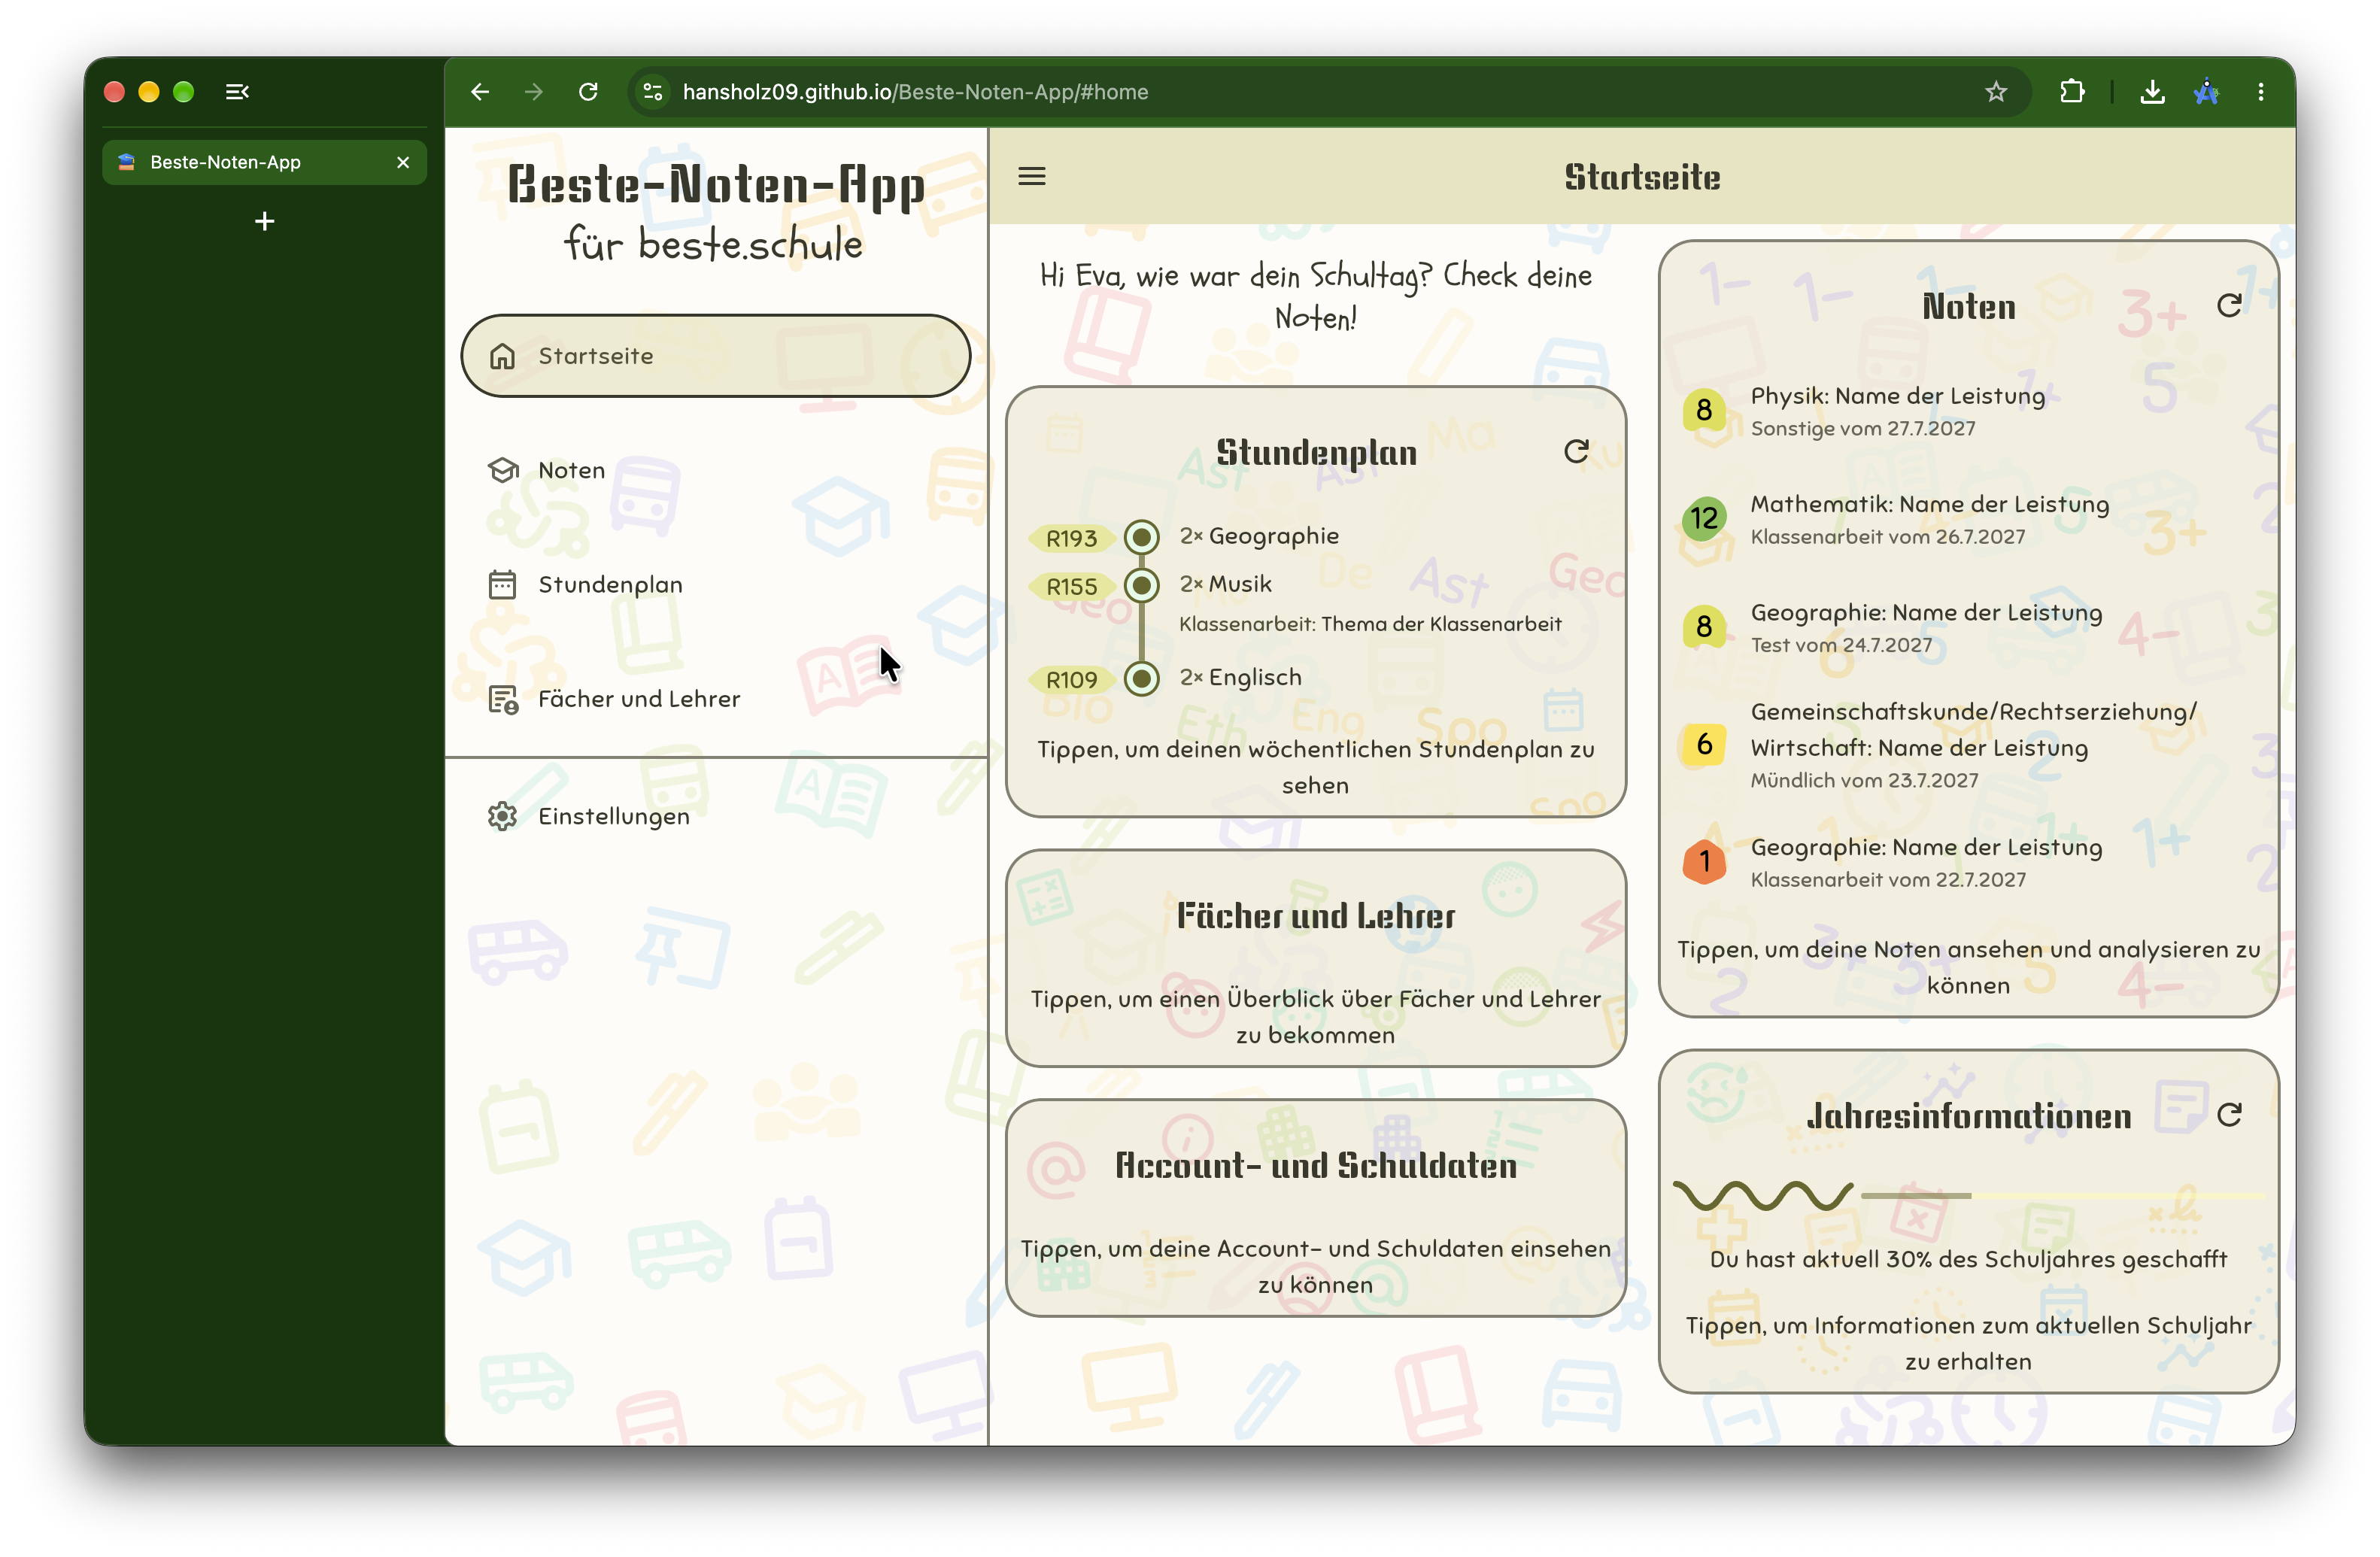 hansholz09.github.io/Beste-Noten-App/#home
Beste-Noten-App
Beste-Noten-App
für beste.schule
Startseite
Noten
Stundenplan
Fächer und Lehrer
Einstellungen
Startseite
Hi Eva, wie war dein Schultag? Check deine
Noten!
Stundenplan
R193 2× Geographie
R155 2× Musik
Klassenarbeit: Thema der Klassenarbeit
R109 2× Englisch
Tippen, um deinen wöchentlichen Stundenplan zu
sehen
Fächer und Lehrer
Tippen, um einen Überblick über Fächer und Lehrer
zu bekommen
Account- und Schuldaten
Tippen, um deine Account- und Schuldaten einsehen
zu können
Noten
8 Physik: Name der Leistung
Sonstige vom 27.7.2027
12 Mathematik: Name der Leistung
Klassenarbeit vom 26.7.2027
8 Geographie: Name der Leistung
Test vom 24.7.2027
Gemeinschaftskunde/Rechtserziehung/
6 Wirtschaft: Name der Leistung
Mündlich vom 23.7.2027
1 Geographie: Name der Leistung
Klassenarbeit vom 22.7.2027
Tippen, um deine Noten ansehen und analysieren zu
können
Jahresinformationen
Du hast aktuell 30% des Schuljahres geschafft
Tippen, um Informationen zum aktuellen Schuljahr
zu erhalten